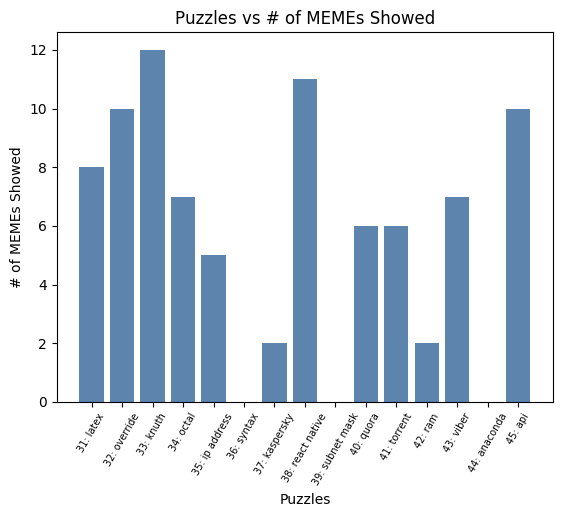 Puzzles vs # of MEMEs Showed
# of MEMEs Showed
12
10
8
6
4
2
0
31: latex
32: override
33: knuth
34: octal
35: ip address
36: syntax
37: kaspersky
38: react native
39: subnet mask
40: quora
41: torrent
42: ram
43: viber
44: anaconda
45: api
Puzzles